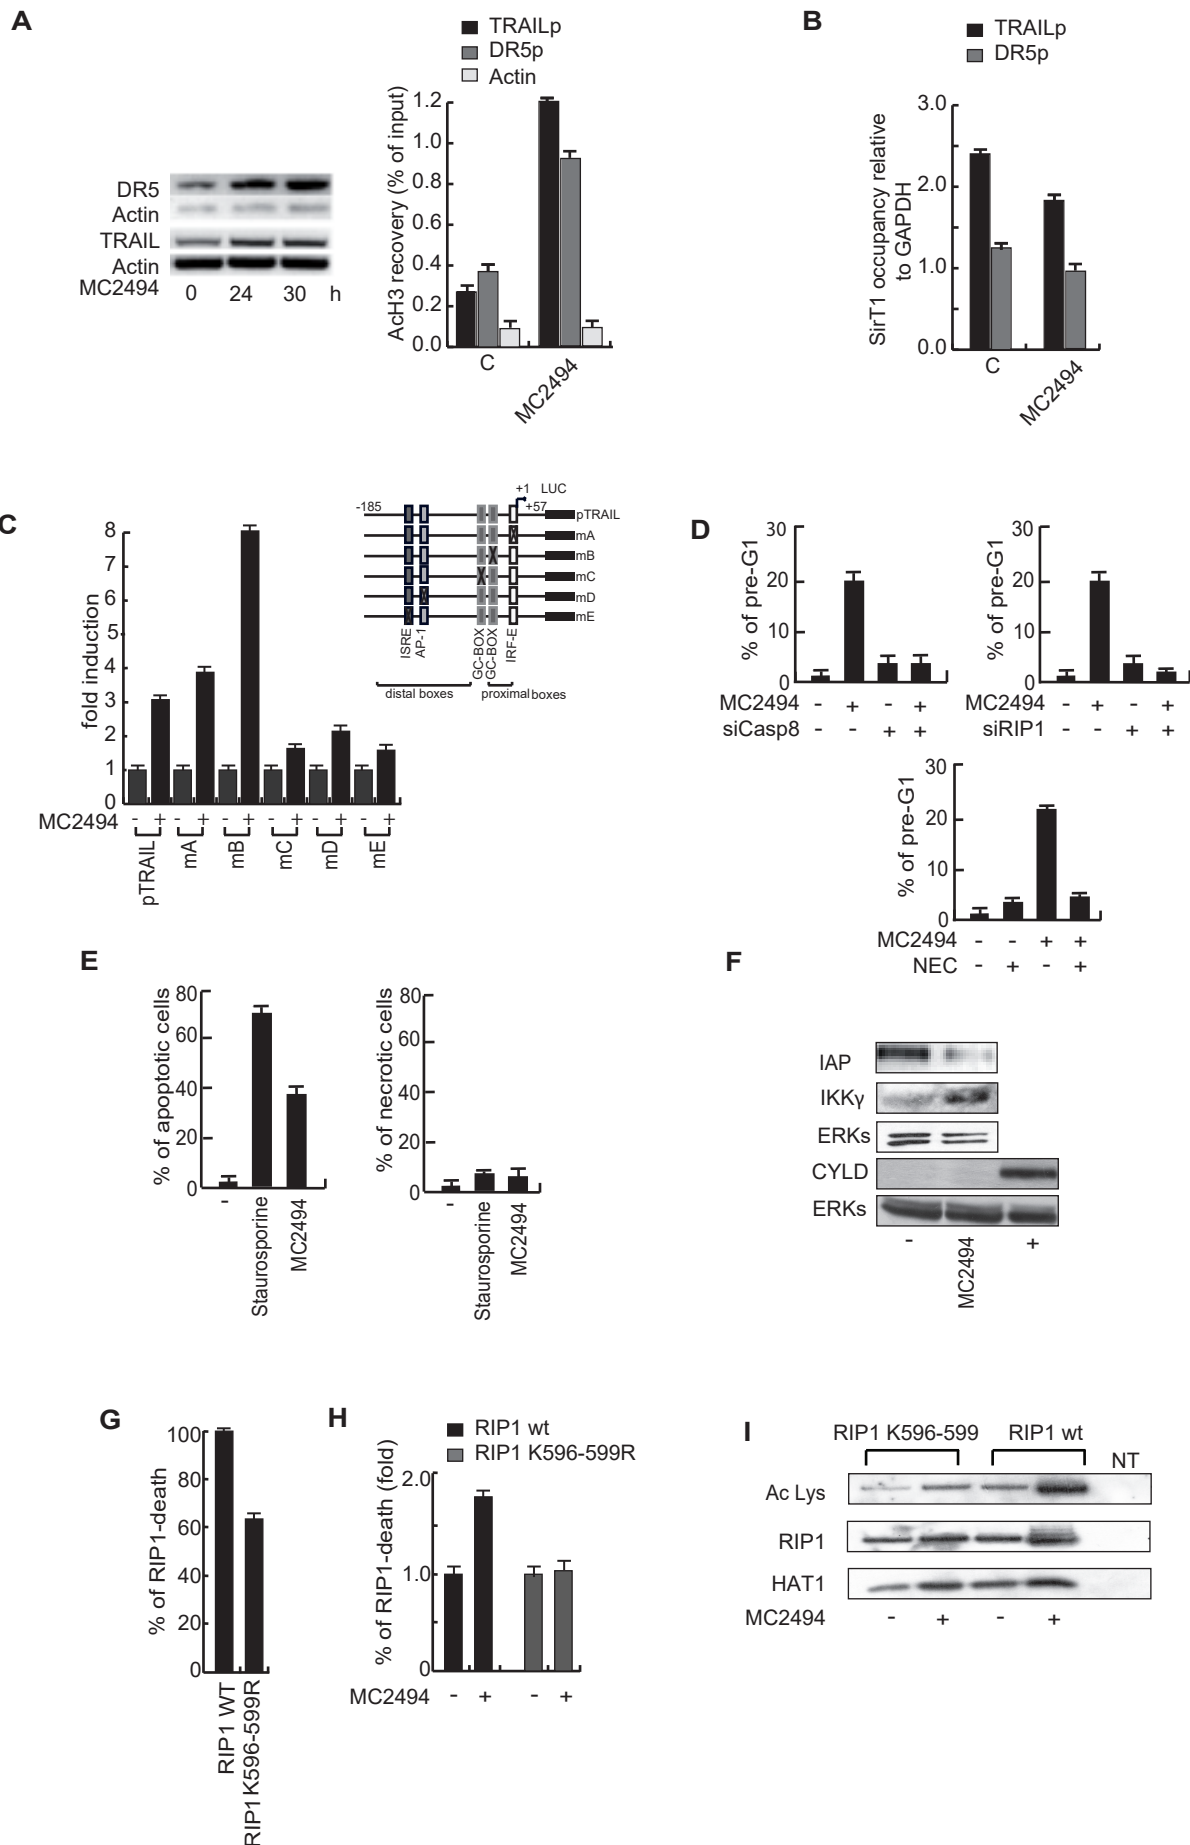 A
TRAILp
DR5p
Actin
DR5
Actin
TRAIL
Actin
MC2494 0 24 30 h
AcH3 recovery (% of input)
1.2
1.0
0.8
0.6
0.4
0.2
0.0
C MC2494
B
TRAILp
DR5p
SirT1 occupancy relative
to GAPDH
3.0
2.0
1.0
0.0
C MC2494
C
fold induction
8
7
6
5
4
3
2
1
0
MC2494 - + - + - + - + - + - +
pTRAIL mA mB mC mD mE
+1 LUC
-185 +57
pTRAIL
mA
mB
mC
mD
mE
ISRE AP-1 GC-BOX GC-BOX IRF-E
distal boxes proximal boxes
D
% of pre-G1
30
20
10
0
MC2494 - + - +
siCasp8 - - + +
% of pre-G1
30
20
10
0
MC2494 - + - +
siRIP1 - - + +
% of pre-G1
30
20
10
0
MC2494 - - + +
NEC - + - +
E
% of apoptotic cells
80
60
40
20
0
- Staurosporine MC2494
% of necrotic cells
80
60
40
20
0
- Staurosporine MC2494
F
IAP
IKKγ
ERKs
CYLD
ERKs
- MC2494 +
G
% of RIP1-death
100
80
60
40
20
0
RIP1 WT
RIP1 K596-599R
H
RIP1 wt
RIP1 K596-599R
% of RIP1-death (fold)
2.0
1.0
0
MC2494 - + - +
I
RIP1 K596-599 RIP1 wt NT
Ac Lys
RIP1
HAT1
MC2494 - + - +